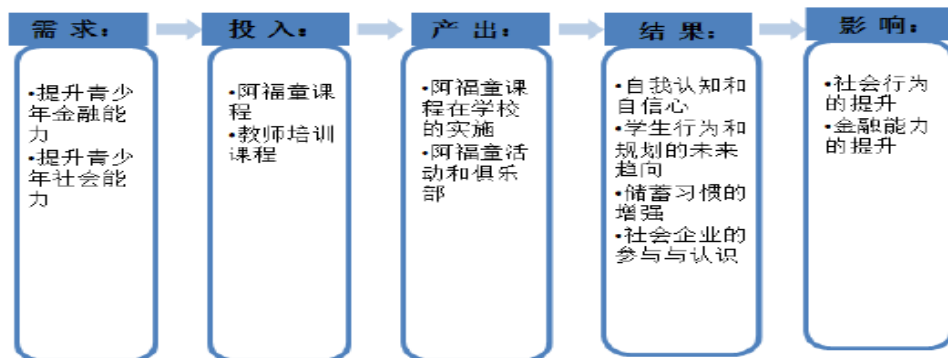 需求：
•提升青少
年金融能
力
•提升青少
年社会能
力
投入：
•阿福童课
程
•教师培训
课程
产出：
•阿福童课
程在学校
的实施
•阿福童活
动和俱乐
部
结果：
•自我认知和
自信心
•学生行为和
规划的未来
趋向
•储蓄习惯的
增强
•社会企业的
参与与认识
影响：
•社会行为
的提升
•金融能力
的提升